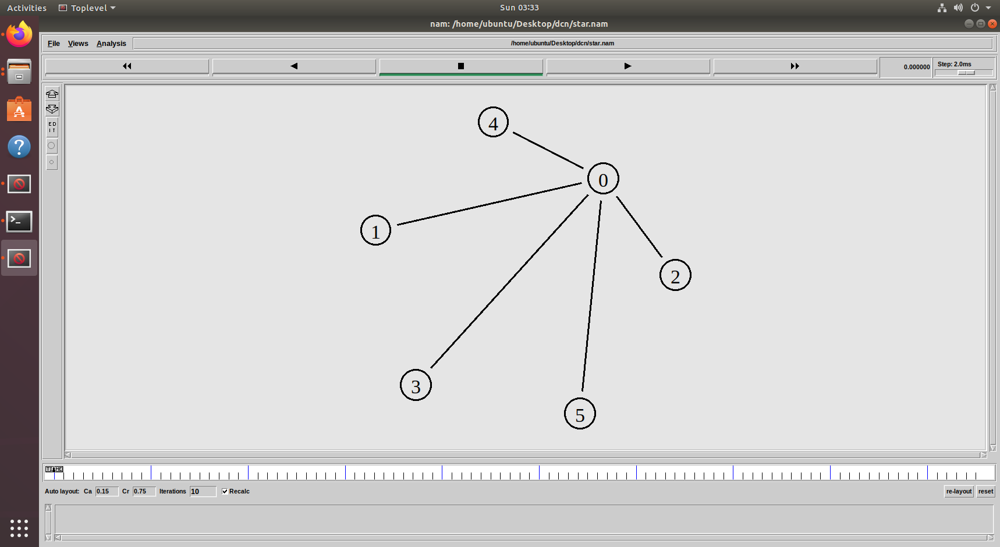 Activities Toplevel Sun 03:33
nam: /home/ubuntu/Desktop/dcn/star.nam
File Views Analysis /home/ubuntu/Desktop/dcn/star.nam
0.000000 Step: 2.0ms
ED
IT
4
0
1
2
3
5
TIME
Auto layout: Ca 0.15 Cr 0.75 Iterations 10 Recalc re-layout reset